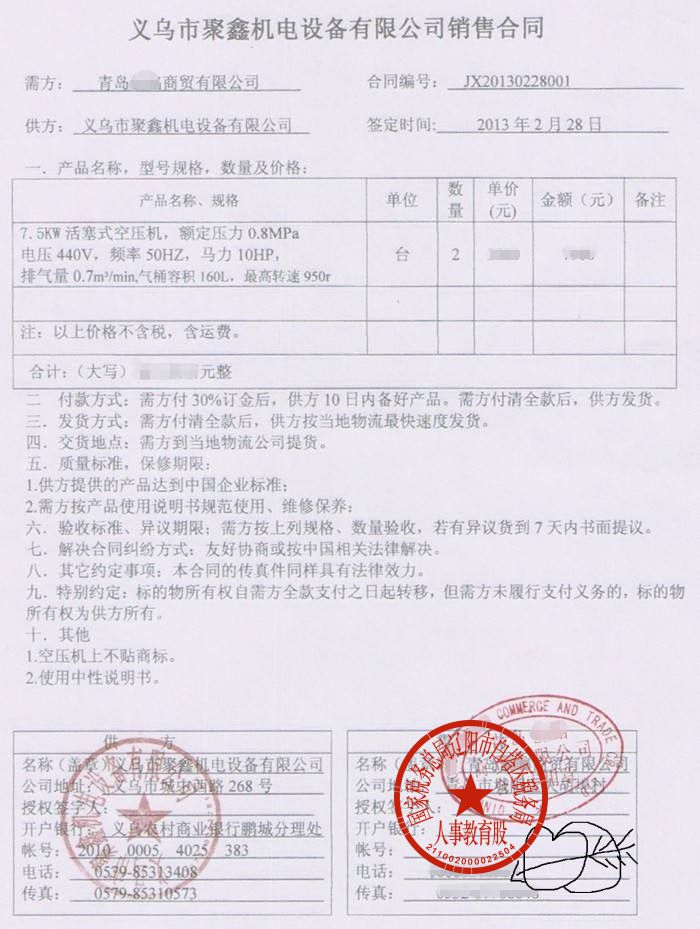 义乌市聚鑫机电设备有限公司销售合同
需方： 青岛 商贸有限公司 合同编号： JX20130228001
供方： 义乌市聚鑫机电设备有限公司 签定时间： 2013 年 2 月 28 日
一．产品名称，型号规格，数量及价格：
产品名称、规格 单位 数量 单价(元) 金额（元） 备注
7.5KW 活塞式空压机，额定压力 0.8MPa
电压 440V，频率 50HZ，马力 10HP， 台 2
排气量 0.7m³/min,气桶容积 160L，最高转速 950r
注：以上价格不含税，含运费。
合计：（大写） 元整
二 付款方式：需方付 30%订金后，供方 10 日内备好产品。需方付清全款后，供方发货。
三．发货方式：需方付清全款后，供方按当地物流最快速度发货。
四．交货地点：需方到当地物流公司提货。
五．质量标准，保修期限：
1.供方提供的产品达到中国企业标准；
2.需方按产品使用说明书规范使用、维修保养；
六．验收标准、异议期限；需方按上列规格、数量验收，若有异议货到 7 天内书面提议。
七．解决合同纠纷方式：友好协商或按中国相关法律解决。
八．其它约定事项：本合同的传真件同样具有法律效力。
九．特别约定：标的物所有权自需方全款支付之日起转移，但需方未履行支付义务的，标的物
所有权为供方所有。
十．其他
1.空压机上不贴商标。
2.使用中性说明书。
供 方
名称（盖章）义乌市聚鑫机电设备有限公司
公司地址： 义乌市城中西路 268 号
授权签字人：
开户银行： 义乌农村商业银行鹏城分理处
帐号： 2010 0005 4025 383
电话： 0579-85313408
传真： 0579-85310573
名称 青岛 商贸有限公司
公司
授权
开户银行
帐号：
电话：
传真：
COMMERGE AND TRADE
国家税务总局辽阳市白塔区税务局
人事教育股
211002000022504